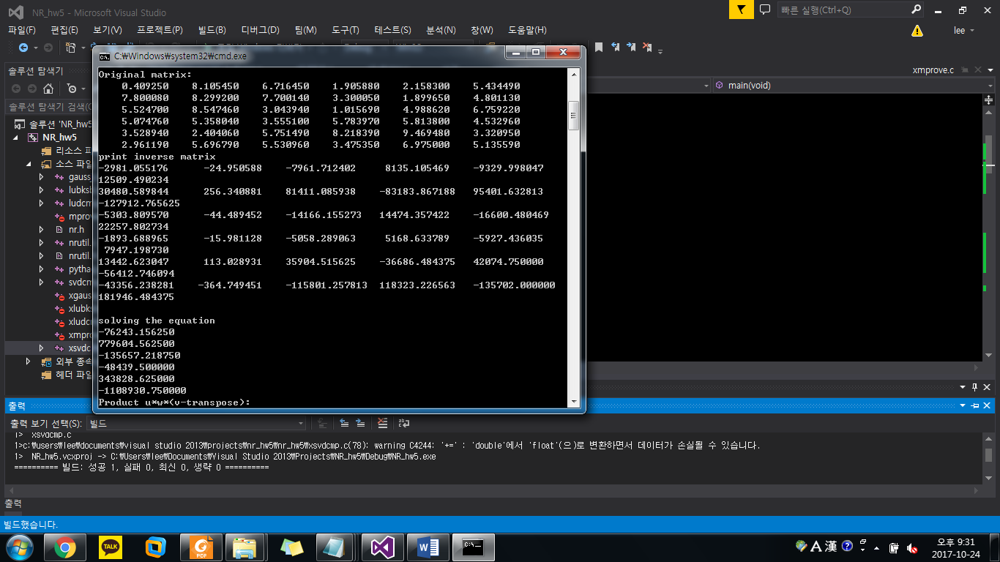 NR_hw5 - Microsoft Visual Studio
빠른 실행(Ctrl+Q)
파일(F) 편집(E) 보기(V) 프로젝트(P) 빌드(B) 디버그(D) 팀(M) 도구(T) 테스트(S) 분석(N) 창(W) 도움말(H)
lee
솔루션 탐색기
솔루션 탐색기 검색(C
솔루션 'NR_hw5
NR_hw5
리소스 파
소스 파일
gauss
lubksb
ludcm
mprov
nr.h
nrutil.
nrutil.
pytha
svdcm
xgaus
xlubk
xludc
xmpro
xsvdc
외부 종속
헤더 파일
xmprove.c
main(void)
C:\Windows\system32\cmd.exe
Original matrix:
0.409250 8.105450 6.716450 1.905880 2.158300 5.434490
7.800080 8.299200 7.700140 3.300050 1.899650 4.801130
5.524700 8.547460 3.043940 1.015690 4.988620 6.759220
5.074760 5.358040 3.555100 5.783970 5.813800 4.532960
3.528940 2.404060 5.751490 8.218390 9.469480 3.320950
2.961190 5.696790 5.530960 3.475350 6.975000 5.135590
print inverse matrix
-2981.055176 -24.950588 -7961.712402 8135.105469 -9329.998047
12509.490234
30480.589844 256.340881 81411.085938 -83183.867188 95401.632813
-127912.765625
-5303.809570 -44.489452 -14166.155273 14474.357422 -16600.480469
22257.802734
-1893.688965 -15.981128 -5058.289063 5168.633789 -5927.436035
7947.198730
13442.623047 113.028931 35904.515625 -36686.484375 42074.750000
-56412.746094
-43356.238281 -364.749451 -115801.257813 118323.226563 -135702.000000
181946.484375
solving the equation
-76243.156250
779604.562500
-135657.218750
-48439.500000
343828.625000
-1108930.750000
Product u*w*(v-transpose):
출력
출력 보기 선택(S): 빌드
1> xsvdcmp.c
1>c:\users\lee\documents\visual studio 2013\projects\nr_hw5\nr_hw5\xsvdcmp.c(78): warning C4244: '+=' : 'double'에서 'float'(으)로 변환하면서 데이터가 손실될 수 있습니다.
1> NR_hw5.vcxproj -> C:\Users\lee\Documents\Visual Studio 2013\Projects\NR_hw5\Debug\NR_hw5.exe
========== 빌드: 성공 1, 실패 0, 최신 0, 생략 0 ==========
출력
빌드했습니다.
TALK
PDF
A 漢
오후 9:31
2017-10-24